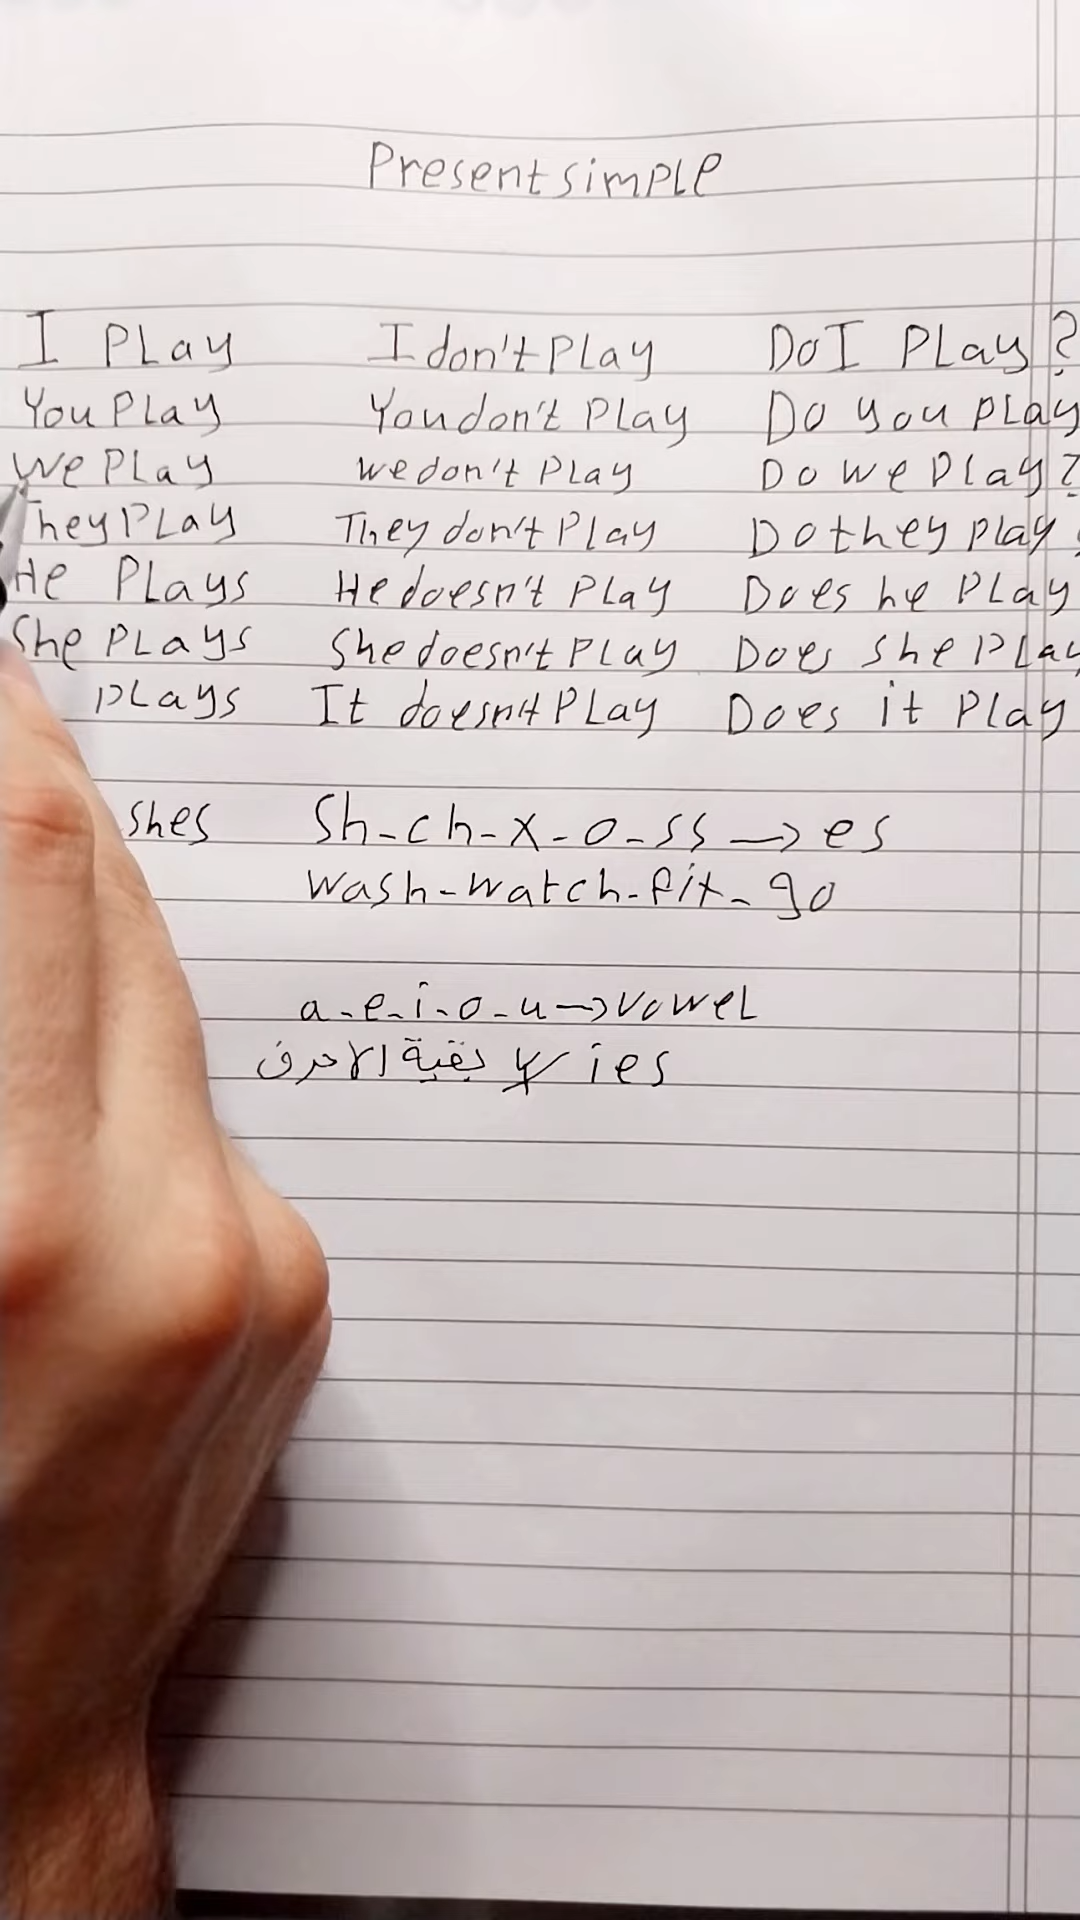 Present simple
I Play I don't Play Do I Play?
You Play You don't Play Do you play
We Play We don't Play Do we Play?
They Play They don't Play Do they play
He Plays He doesn't Play Does he Play
She Plays She doesn't Play Does she Play
plays It doesn't Play Does it Play
shes Sh-ch-x-o-ss→es
Wash-Watch-fix-go
a-e-i-o-u→vowel
بقية الاحرف y ies